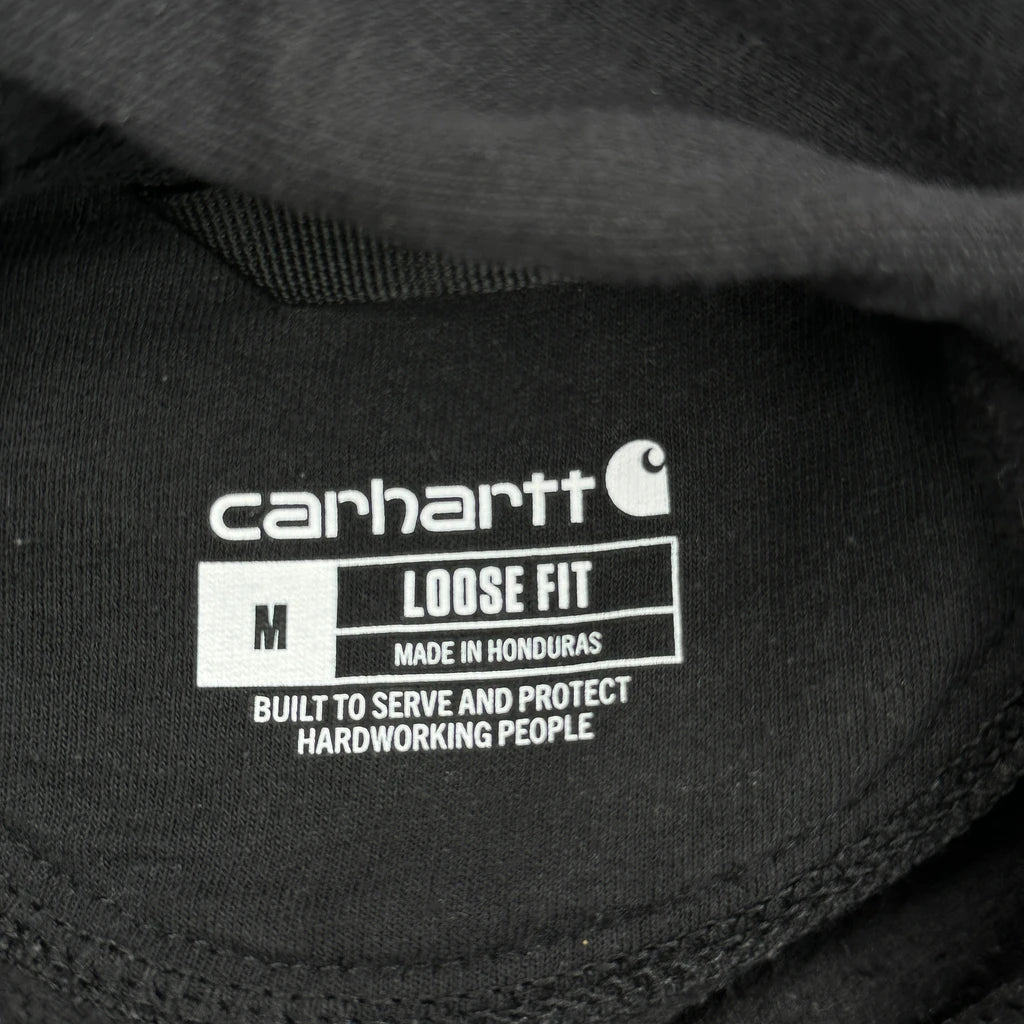 carhartt
M
LOOSE FIT
MADE IN HONDURAS
BUILT TO SERVE AND PROTECT
HARDWORKING PEOPLE